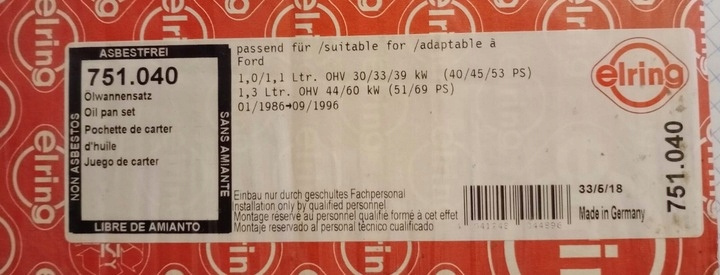 elring
ASBESTFREI
751.040
Ölwannensatz
Oil pan set
Pochette de carter
d'huile
Juego de carter
NON ASBESTOS
SANS AMIANTE
LIBRE DE AMIANTO
passend für /suitable for /adaptable à
Ford
1,0/1,1 Ltr. OHV 30/33/39 kW (40/45/53 PS)
1,3 Ltr. OHV 44/60 kW (51/69 PS)
01/1986→09/1996
Einbau nur durch geschultes Fachpersonal
Installation only by qualified personnel
Montage réservé au personnel qualifié formé à cet effet
Montaje reservado al personal técnico cualificado
33/5/18
Made in Germany
elring
751.040
elring
elring